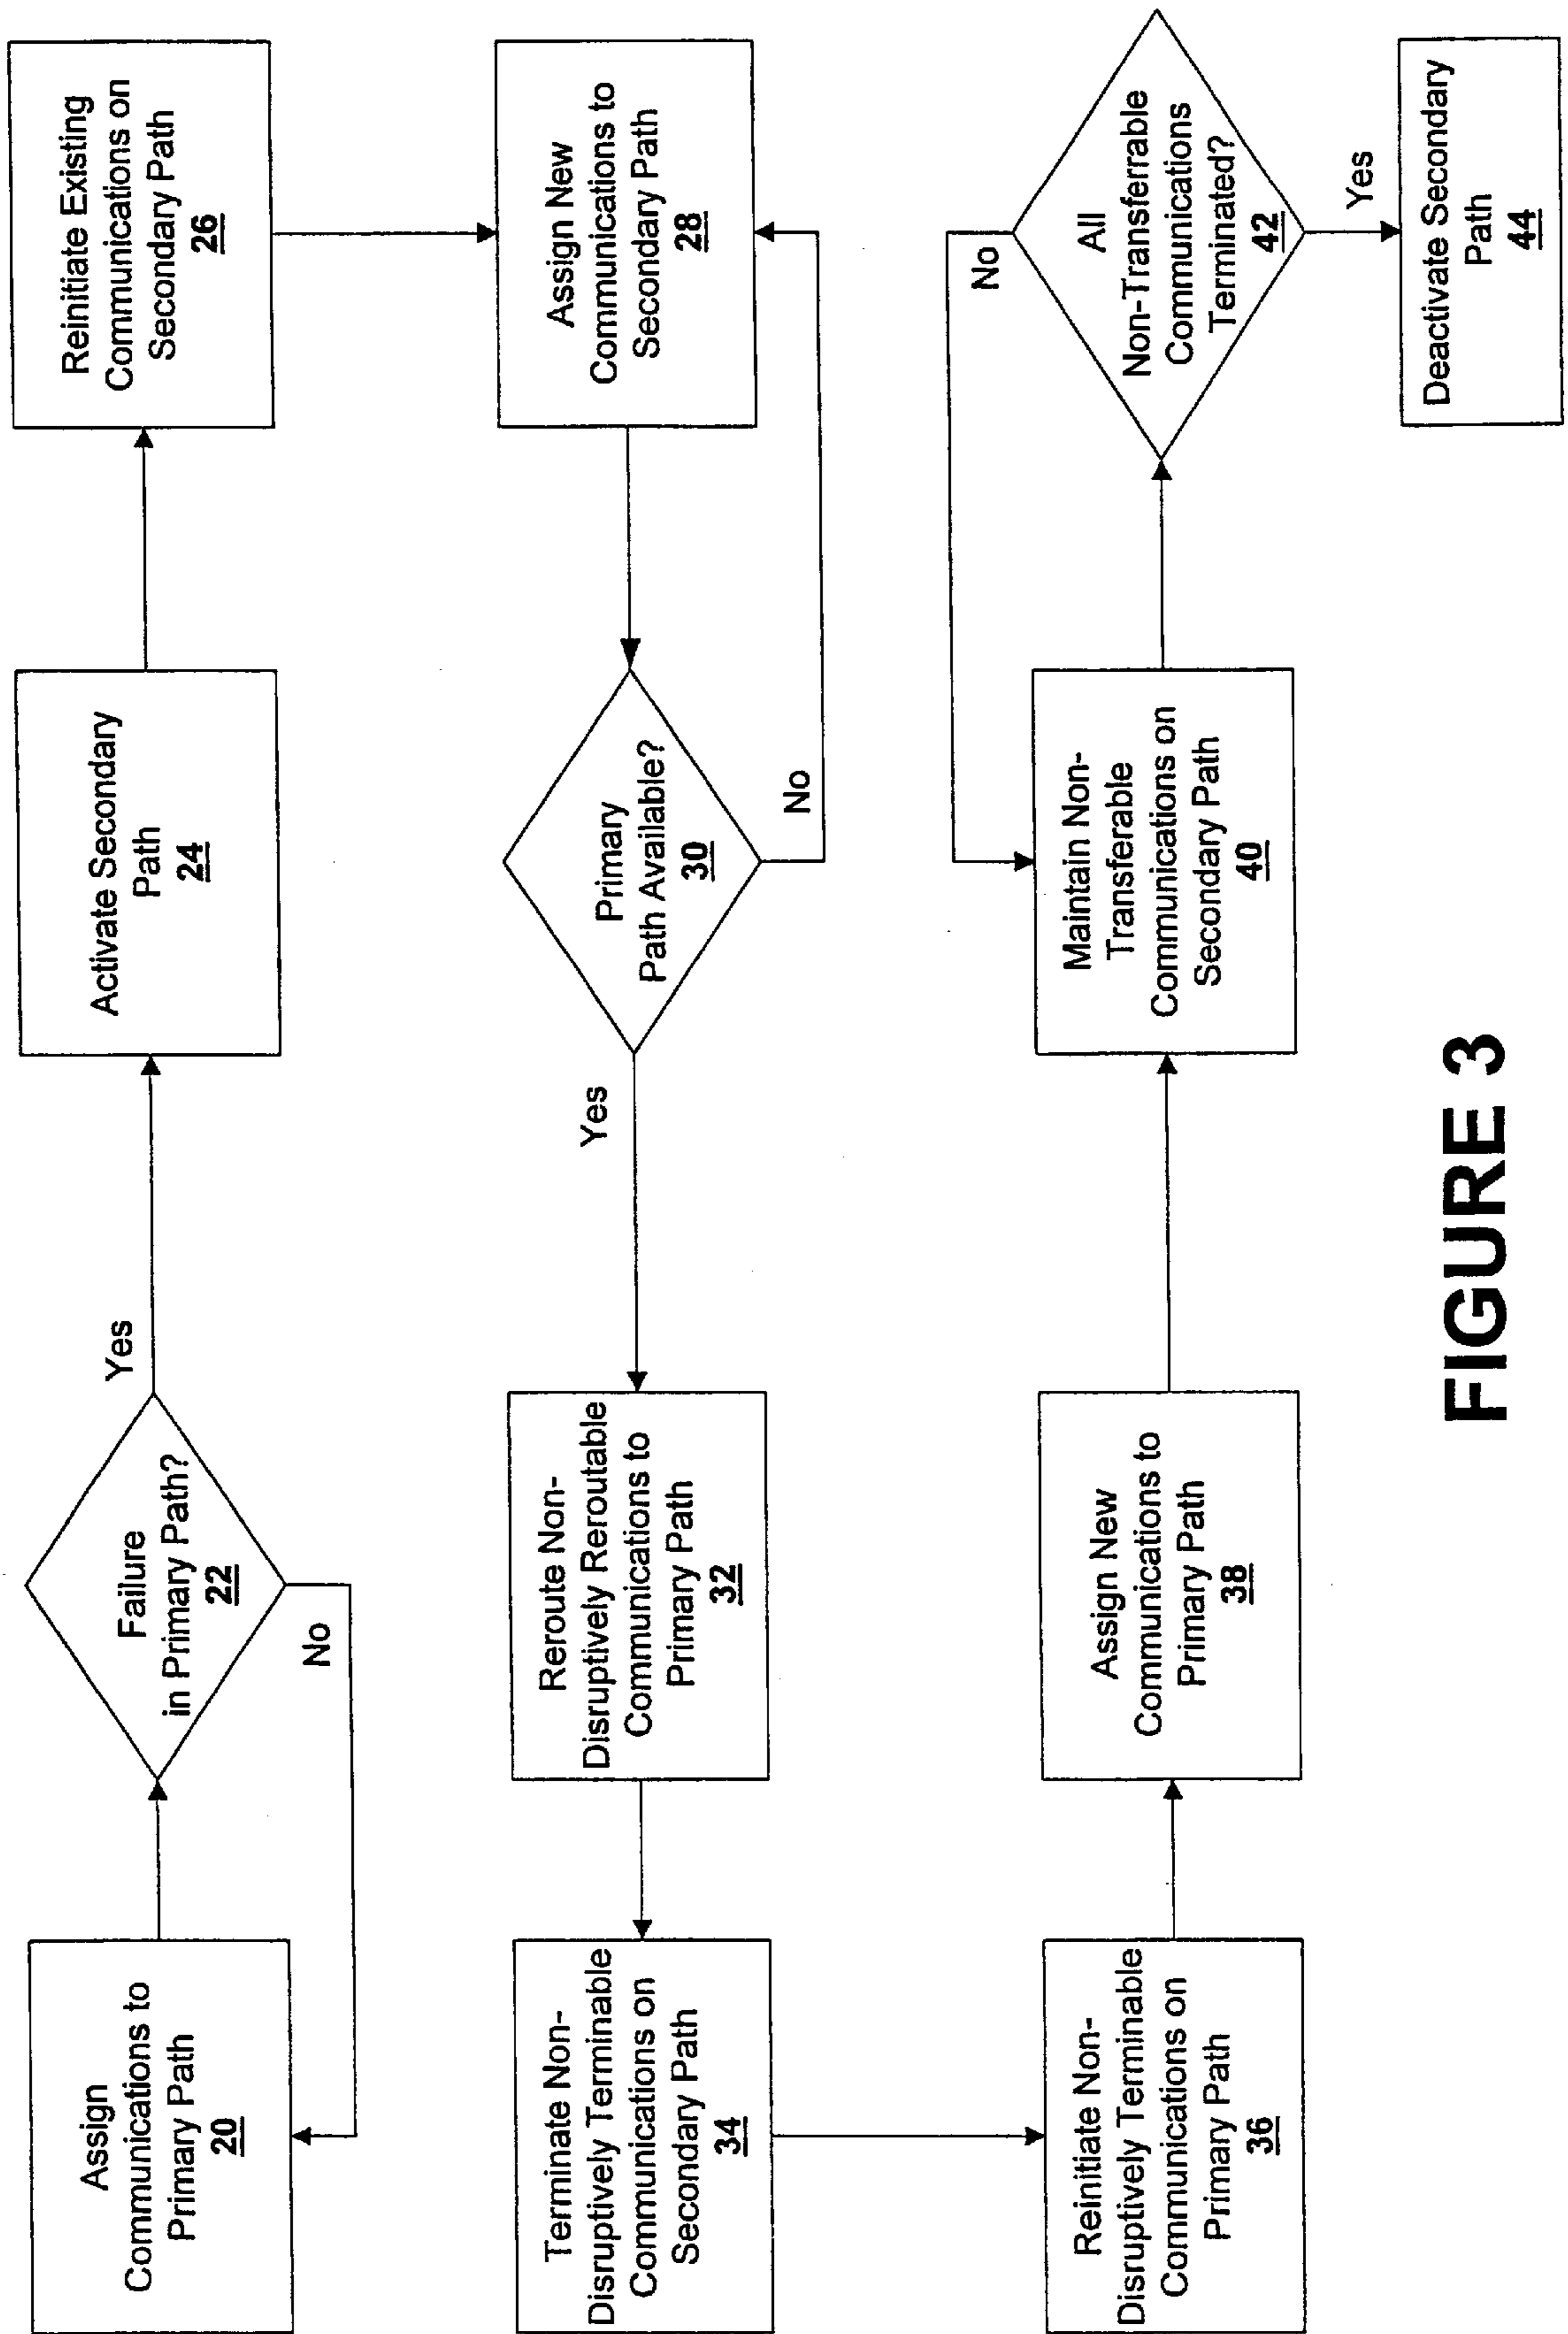 Assign
Communications to
Primary Path
20
Failure
in Primary Path?
22
Yes
No
Activate Secondary
Path
24
Reinitiate Existing
Communications on
Secondary Path
26
Assign New
Communications to
Secondary Path
28
Primary
Path Available?
30
No
Yes
Reroute Non-
Disruptively Reroutable
Communications to
Primary Path
32
Terminate Non-
Disruptively Terminable
Communications on
Secondary Path
34
Reinitiate Non-
Disruptively Terminable
Communications on
Primary Path
36
Assign New
Communications to
Primary Path
38
Maintain Non-
Transferable
Communications on
Secondary Path
40
No
All
Non-Transferrable
Communications
Terminated?
42
Yes
Deactivate Secondary
Path
44
FIGURE 3